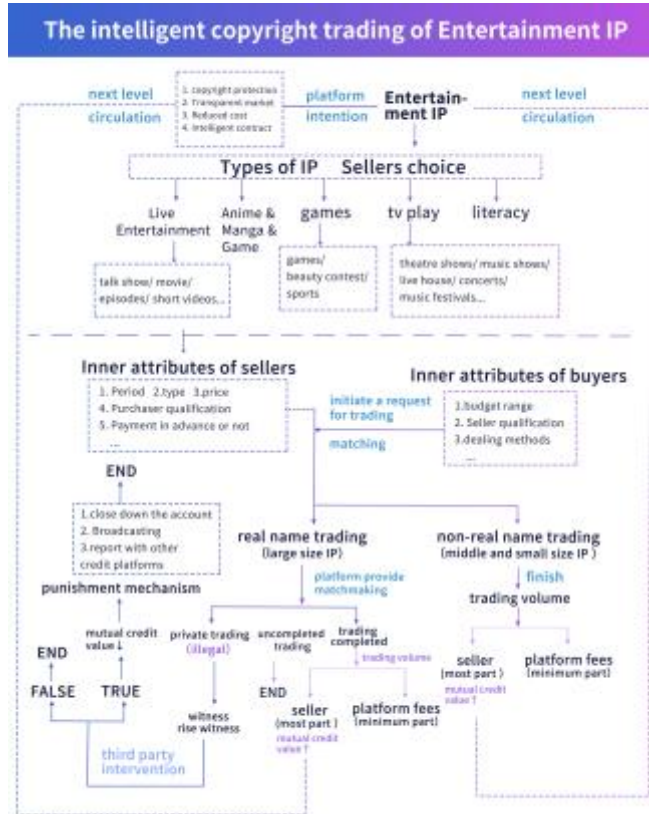 The intelligent copyright trading of Entertainment IP
next level
circulation
1. copyright protection
2. Transparent market
3. Reduced cost
4. Intelligent contract
platform
intention
Entertain-
ment IP
next level
circulation
Types of IP Sellers choice
Live
Entertainment
Anime &
Manga &
Game
games
tv play
literacy
talk show/ movie/
episodes/ short videos...
games/
beauty contest/
sports
theatre shows/ music shows/
live house/ concerts/
music festivals...
Inner attributes of sellers
1. Period 2.type 3.price
4. Purchaser qualification
5. Payment in advance or not
...
initiate a request
for trading
matching
Inner attributes of buyers
1.budget range
2. Seller qualification
3.dealing methods
...
END
1.close down the account
2. Broadcasting
3.report with other
credit platforms
punishment mechanism
real name trading
(large size IP)
non-real name trading
(middle and small size IP )
platform provide
matchmaking
finish
trading volume
END
mutual credit
value↓
private trading
(illegal)
uncompleted
trading
trading
completed
trading volume
seller
(most part )
mutual credit
value↑
platform fees
(minimum part)
FALSE
TRUE
END
seller
(most part )
mutual credit
value↑
platform fees
(minimum part)
witness
rise witness
third party
intervention